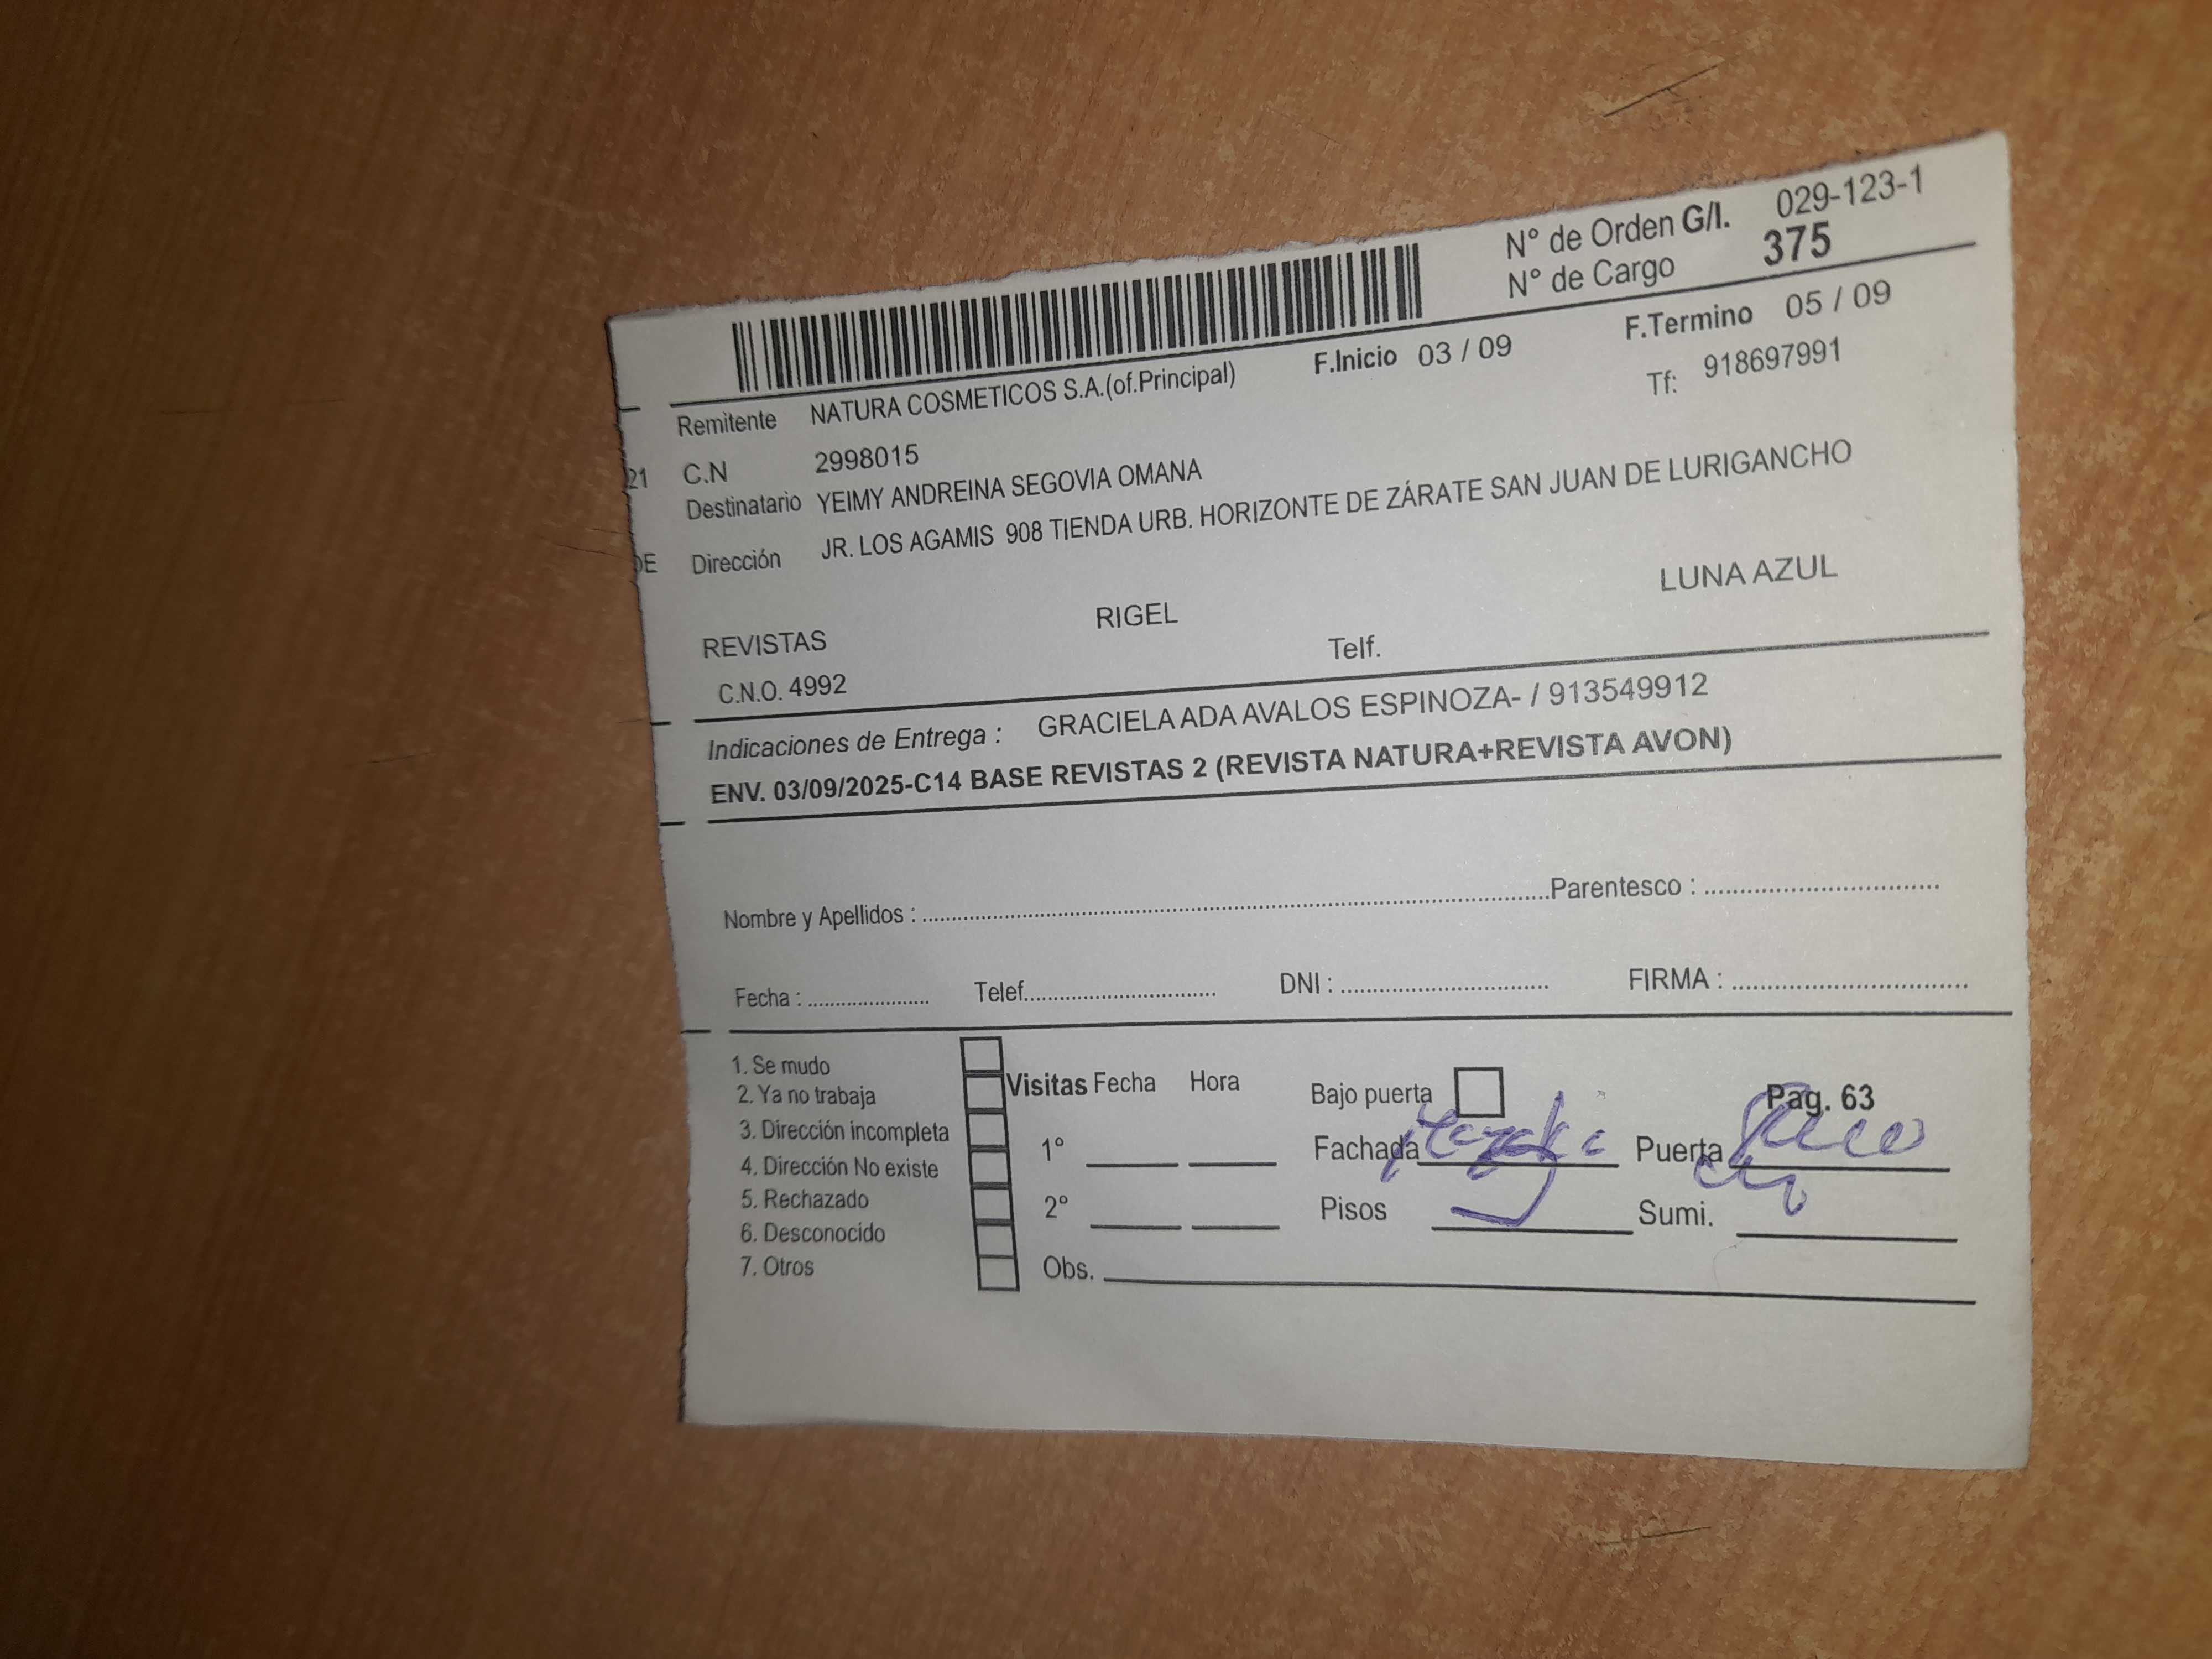 N° de Orden G/I. 029-123-1
N° de Cargo 375
F.Inicio 03 / 09 F.Termino 05 / 09
Remitente NATURA COSMETICOS S.A.(of.Principal) Tf: 918697991
21 C.N 2998015
Destinatario YEIMY ANDREINA SEGOVIA OMANA
DE Dirección JR. LOS AGAMIS 908 TIENDA URB. HORIZONTE DE ZÁRATE SAN JUAN DE LURIGANCHO
REVISTAS RIGEL LUNA AZUL
C.N.O. 4992 Telf.
Indicaciones de Entrega : GRACIELA ADA AVALOS ESPINOZA- / 913549912
ENV. 03/09/2025-C14 BASE REVISTAS 2 (REVISTA NATURA+REVISTA AVON)
Nombre y Apellidos : ..........Parentesco : ..........
Fecha : .......... Telef.......... DNI : .......... FIRMA : ..........
1. Se mudo
2. Ya no trabaja
3. Dirección incompleta
4. Dirección No existe
5. Rechazado
6. Desconocido
7. Otros
Visitas Fecha Hora Bajo puerta Pag. 63
1° Fachada Puerta
2° Pisos Sumi.
Obs.